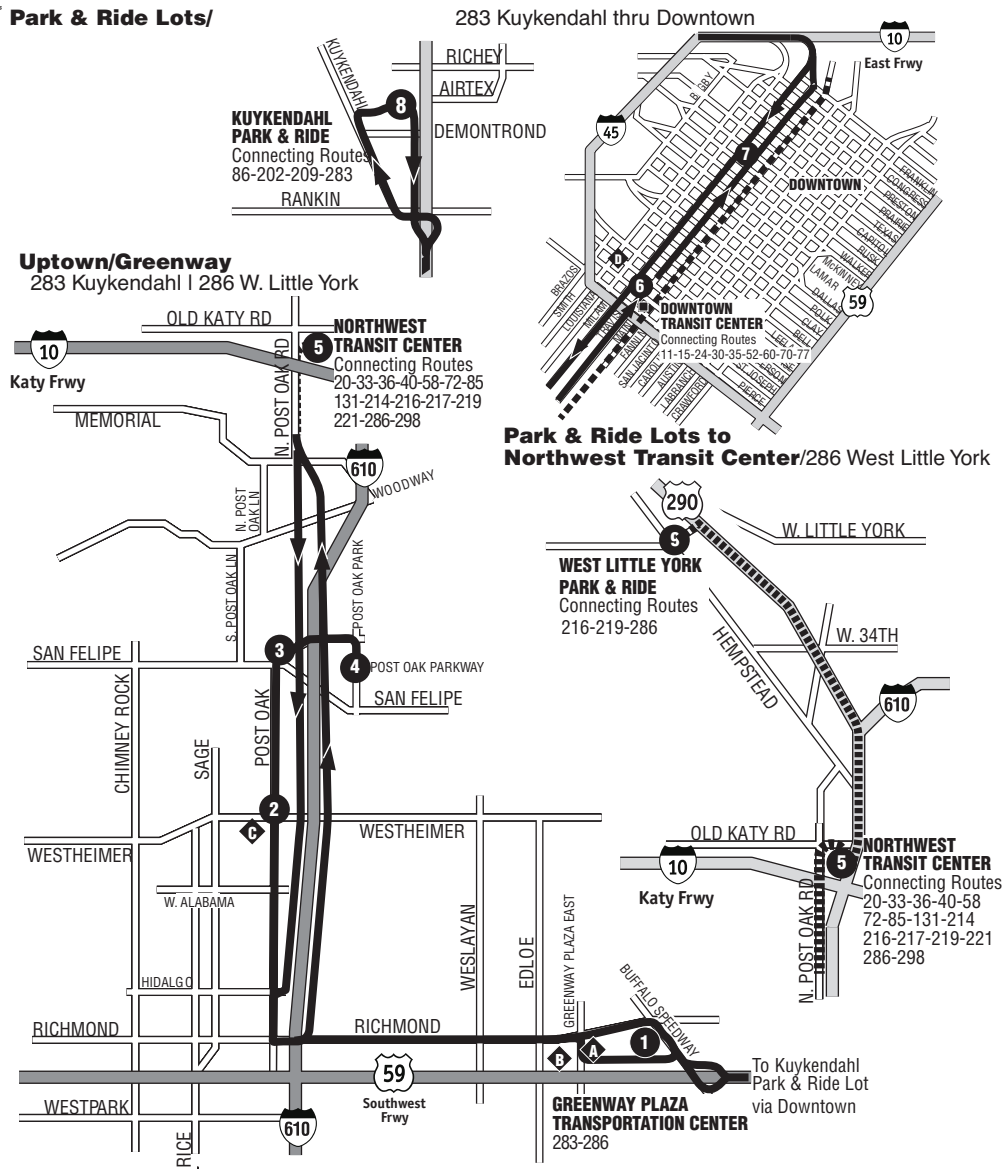 Park & Ride Lots/
283 Kuykendahl thru Downtown
KUYKENDAHL
RICHEY
AIRTEX
8
DEMONTROND
KUYKENDAHL
PARK & RIDE
Connecting Routes
86-202-209-283
RANKIN
10
East Frwy
45
7
DOWNTOWN
FRANKLIN
CONGRESS
PRESTON
PRAIRIE
TEXAS
CAPITOL
RUSK
WALKER
McKINNEY
LAMAR
DALLAS
POLK
CLAY
BELL
ST JOSEPH
PIERCE
59
D
6
BRAZOS
SMITH
LOUISIANA
MILAM
TRAVIS
MAIN
FANNIN
SAN JACINTO
CAROLINE
AUSTIN
LABRANCH
CRAWFORD
DOWNTOWN
TRANSIT CENTER
Connecting Routes
11-15-24-30-35-52-60-70-77
Uptown/Greenway
283 Kuykendahl | 286 W. Little York
OLD KATY RD
10
Katy Frwy
N. POST OAK RD
5
NORTHWEST
TRANSIT CENTER
Connecting Routes
20-33-36-40-58-72-85
131-214-216-217-219
221-286-298
MEMORIAL
610
WOODWAY
N. POST
OAK LN
S. POST OAK LN
POST OAK PARK
SAN FELIPE
3
4
POST OAK PARKWAY
SAN FELIPE
CHIMNEY ROCK
SAGE
POST OAK
2
C
WESTHEIMER
WESTHEIMER
W. ALABAMA
WESLAYAN
EDLOE
GREENWAY PLAZA EAST
BUFFALO SPEEDWAY
HIDALGO
RICHMOND
RICHMOND
B
A
1
59
Southwest
Frwy
To Kuykendahl
Park & Ride Lot
via Downtown
WESTPARK
610
RICE
GREENWAY PLAZA
TRANSPORTATION CENTER
283-286
Park & Ride Lots to
Northwest Transit Center/286 West Little York
290
W. LITTLE YORK
5
WEST LITTLE YORK
PARK & RIDE
Connecting Routes
216-219-286
HEMPSTEAD
W. 34TH
610
OLD KATY RD
10
Katy Frwy
N. POST OAK RD
5
NORTHWEST
TRANSIT CENTER
Connecting Routes
20-33-36-40-58
72-85-131-214
216-217-219-221
286-298